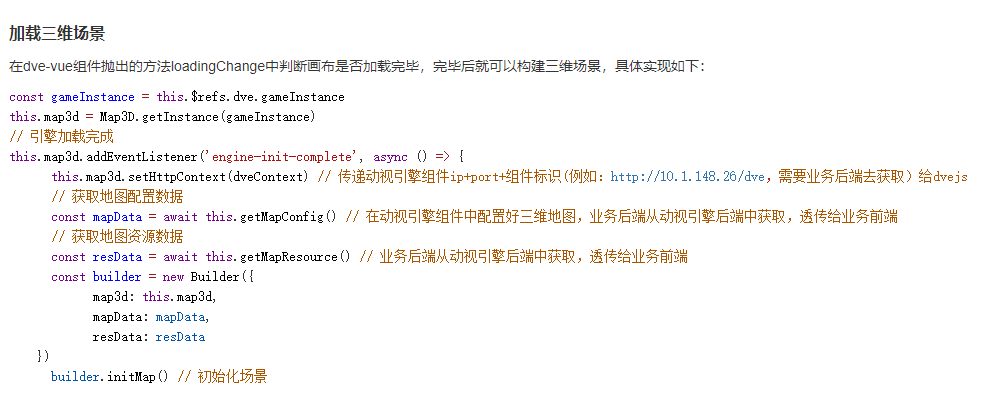 加载三维场景
在dve-vue组件抛出的方法loadingChange中判断画布是否加载完毕，完毕后就可以构建三维场景，具体实现如下：
const gameInstance = this.$refs.dve.gameInstance
this.map3d = Map3D.getInstance(gameInstance)
// 引擎加载完成
this.map3d.addEventListener('engine-init-complete', async () => {
this.map3d.setHttpContext(dveContext) // 传递动视引擎组件ip+port+组件标识(例如：http://10.1.148.26/dve，需要业务后端去获取）给dvejs
// 获取地图配置数据
const mapData = await this.getMapConfig() // 在动视引擎组件中配置好三维地图，业务后端从动视引擎后端中获取，透传给业务前端
// 获取地图资源数据
const resData = await this.getMapResource() // 业务后端从动视引擎后端中获取，透传给业务前端
const builder = new Builder({
map3d: this.map3d,
mapData: mapData,
resData: resData
})
builder.initMap() // 初始化场景